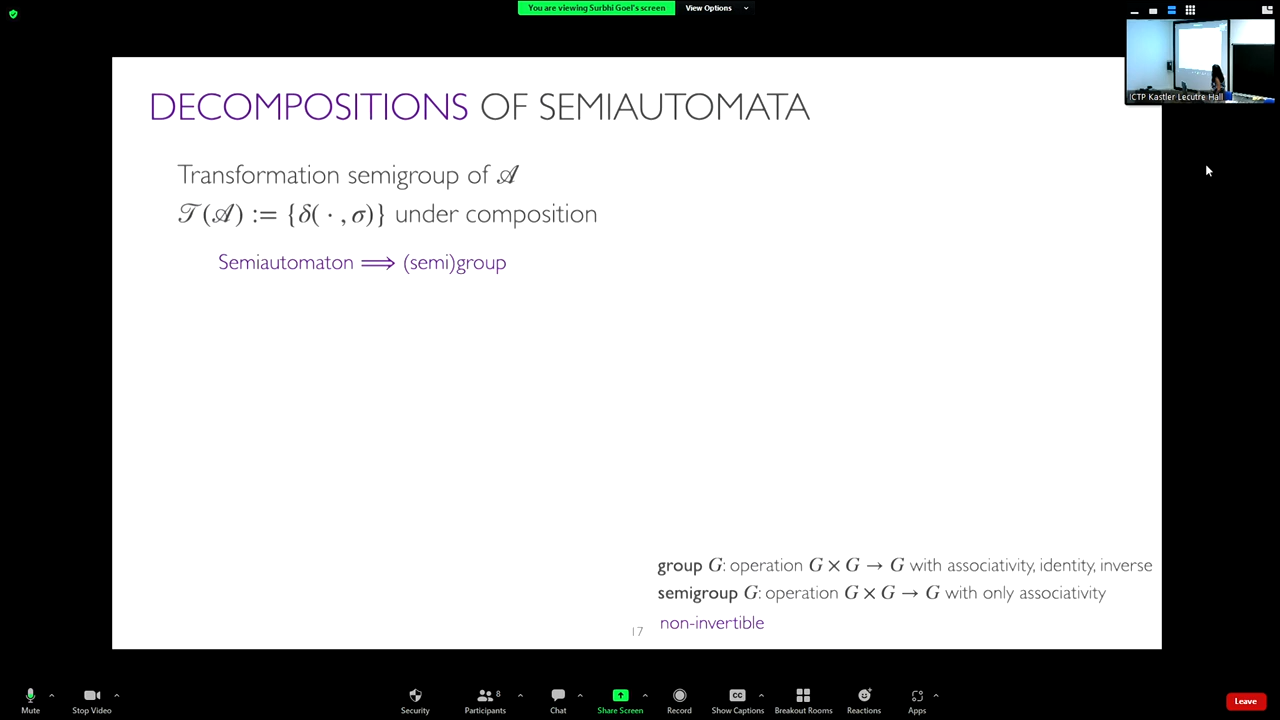 You are viewing Surbhi Goel's screen
View Options
ICTP Kastler Lecutre Hall
DECOMPOSITIONS OF SEMIAUTOMATA
Transformation semigroup of 𝒜
𝒯(𝒜) := {δ( · , σ)} under composition
Semiautomaton ⟹ (semi)group
group G: operation G × G → G with associativity, identity, inverse
semigroup G: operation G × G → G with only associativity
non-invertible
17
Mute
Stop Video
Security
8
Participants
Chat
Share Screen
Record
CC
Show Captions
Breakout Rooms
Reactions
Apps
Leave